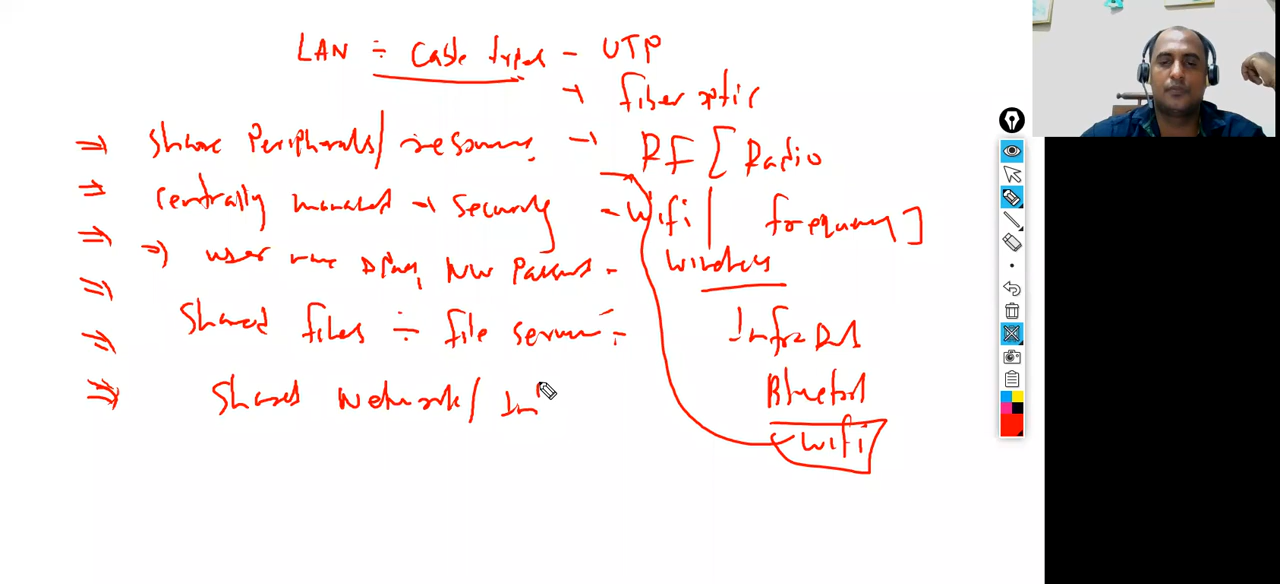 LAN ÷ Cable types - UTP
→ fiber optic
⇒ Share Peripherals/ resources →
RF [ Radio
frequency ]
⇒ Centrally managed → Security
- Wifi |
wireless
⇒ ⇒ user name &, NW Password -
⇒ Shared files ÷ file server ÷
InfraRed
Bluetooth
⇒ Shared Network/ In
Wifi